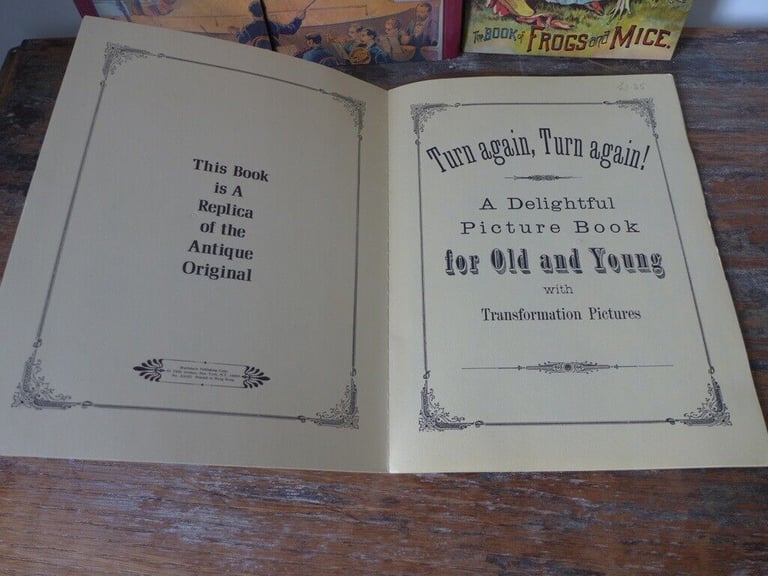 The BOOK of FROGS and MICE.
This Book
is A
Replica
of the
Antique
Original
Turn again, Turn again!
A Delightful
Picture Book
for Old and Young
with
Transformation Pictures